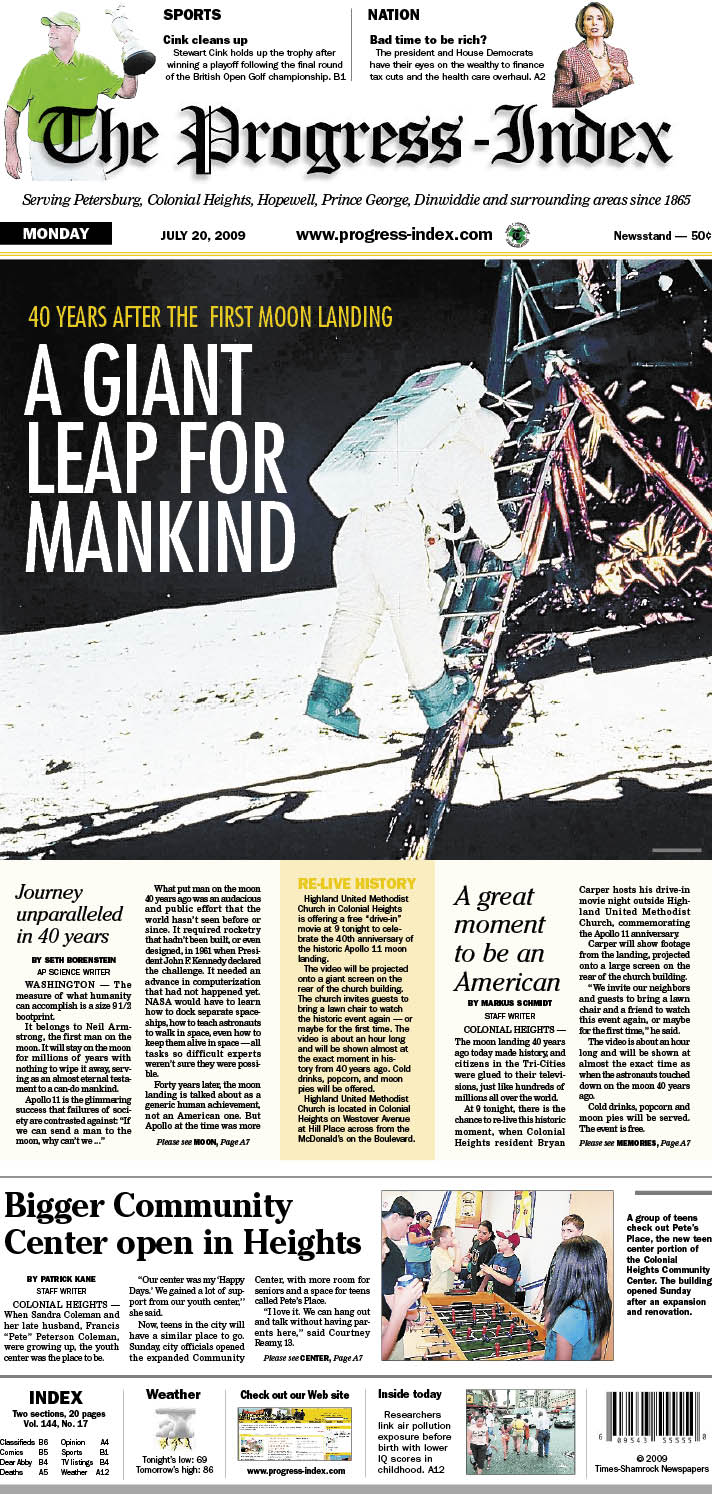 SPORTS
Cink cleans up
Stewart Cink holds up the trophy after
winning a playoff following the final round
of the British Open Golf championship. B1
NATION
Bad time to be rich?
The president and House Democrats
have their eyes on the wealthy to finance
tax cuts and the health care overhaul. A2
The Progress-Index
Serving Petersburg, Colonial Heights, Hopewell, Prince George, Dinwiddie and surrounding areas since 1865
MONDAY
JULY 20, 2009
www.progress-index.com
Newsstand — 50¢
40 YEARS AFTER THE FIRST MOON LANDING
A GIANT
LEAP FOR
MANKIND
Journey
unparalleled
in 40 years
BY SETH BORENSTEIN
AP SCIENCE WRITER
WASHINGTON — The
measure of what humanity
can accomplish is a size 9 1/2
bootprint.
It belongs to Neil Arm-
strong, the first man on the
moon. It will stay on the moon
for millions of years with
nothing to wipe it away, serv-
ing as an almost eternal testa-
ment to a can-do mankind.
Apollo 11 is the glimmering
success that failures of soci-
ety are contrasted against: "If
we can send a man to the
moon, why can't we ..."
What put man on the moon
40 years ago was an audacious
and public effort that the
world hasn't seen before or
since. It required rocketry
that hadn't been built, or even
designed, in 1961 when Presi-
dent John F. Kennedy declared
the challenge. It needed an
advance in computerization
that had not happened yet.
NASA would have to learn
how to dock separate space-
ships, how to teach astronauts
to walk in space, even how to
keep them alive in space — all
tasks so difficult experts
weren't sure they were possi-
ble.
Forty years later, the moon
landing is talked about as a
generic human achievement,
not an American one. But
Apollo at the time was more
Please see MOON, Page A7
RE-LIVE HISTORY
Highland United Methodist
Church in Colonial Heights
is offering a free "drive-in"
movie at 9 tonight to cele-
brate the 40th anniversary of
the historic Apollo 11 moon
landing.
The video will be projected
onto a giant screen on the
rear of the church building.
The church invites guests to
bring a lawn chair to watch
the historic event again — or
maybe for the first time. The
video is about an hour long
and will be shown almost at
the exact moment in his-
tory from 40 years ago. Cold
drinks, popcorn, and moon
pies will be offered.
Highland United Methodist
Church is located in Colonial
Heights on Westover Avenue
at Hill Place across from the
McDonald's on the Boulevard.
A great
moment
to be an
American
BY MARKUS SCHMIDT
STAFF WRITER
COLONIAL HEIGHTS —
The moon landing 40 years
ago today made history, and
citizens in the Tri-Cities
were glued to their televi-
sions, just like hundreds of
millions all over the world.
At 9 tonight, there is the
chance to re-live this historic
moment, when Colonial
Heights resident Bryan
Carper hosts his drive-in
movie night outside High-
land United Methodist
Church, commemorating
the Apollo 11 anniversary.
Carper will show footage
from the landing, projected
onto a large screen on the
rear of the church building.
"We invite our neighbors
and guests to bring a lawn
chair and a friend to watch
this event again, or maybe
for the first time," he said.
The video is about an hour
long and will be shown at
almost the exact time as
when the astronauts touched
down on the moon 40 years
ago.
Cold drinks, popcorn and
moon pies will be served.
The event is free.
Please see MEMORIES, Page A7
Bigger Community
Center open in Heights
BY PATRICK KANE
STAFF WRITER
COLONIAL HEIGHTS —
When Sandra Coleman and
her late husband, Francis
"Pete" Peterson Coleman,
were growing up, the youth
center was the place to be.
"Our center was my 'Happy
Days.' We gained a lot of sup-
port from our youth center,"
she said.
Now, teens in the city will
have a similar place to go.
Sunday, city officials opened
the expanded Community
Center, with more room for
seniors and a space for teens
called Pete's Place.
"I love it. We can hang out
and talk without having par-
ents here," said Courtney
Reamy, 13.
Please see CENTER, Page A7
A group of teens
check out Pete's
Place, the new teen
center portion of
the Colonial
Heights Community
Center. The building
opened Sunday
after an expansion
and renovation.
INDEX
Two sections, 20 pages
Vol. 144, No. 17
Classifieds B6 Opinion A4
Comics B5 Sports B1
Dear Abby B4 TV listings B4
Deaths A5 Weather A12
Weather
Tonight's low: 69
Tomorrow's high: 86
Check out our Web site
www.progress-index.com
Inside today
Researchers
link air pollution
exposure before
birth with lower
IQ scores in
childhood. A12
6 09543 55555 0
© 2009
Times-Shamrock Newspapers